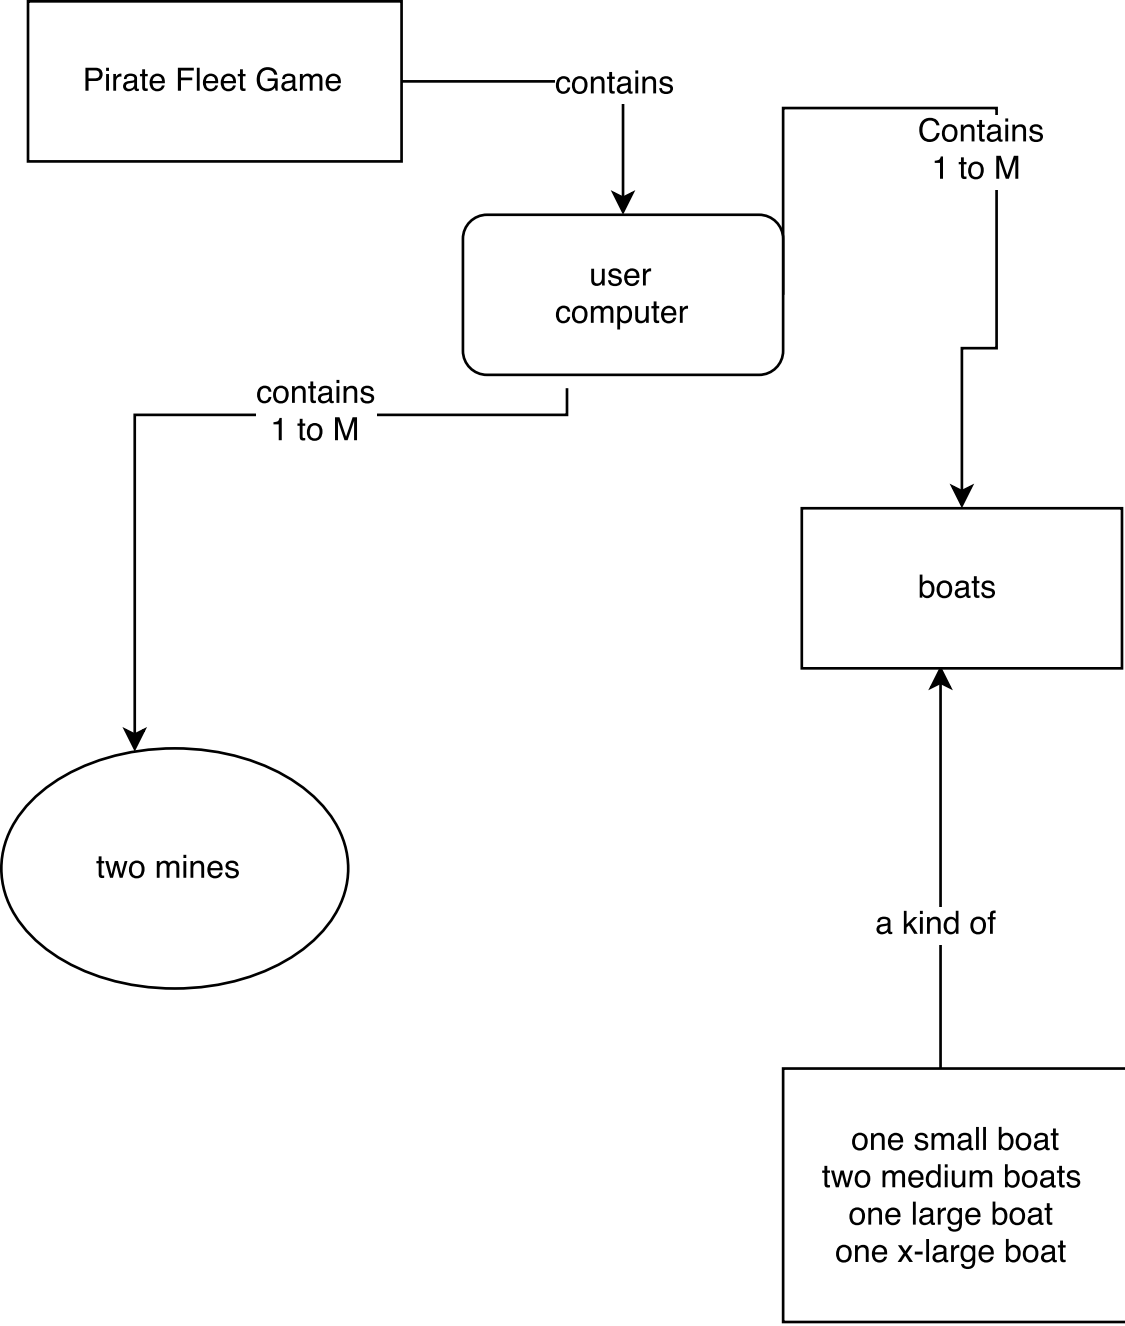 Pirate Fleet Game
contains
Contains
1 to M
user
computer
contains
1 to M
boats
two mines
a kind of
one small boat
two medium boats
one large boat
one x-large boat